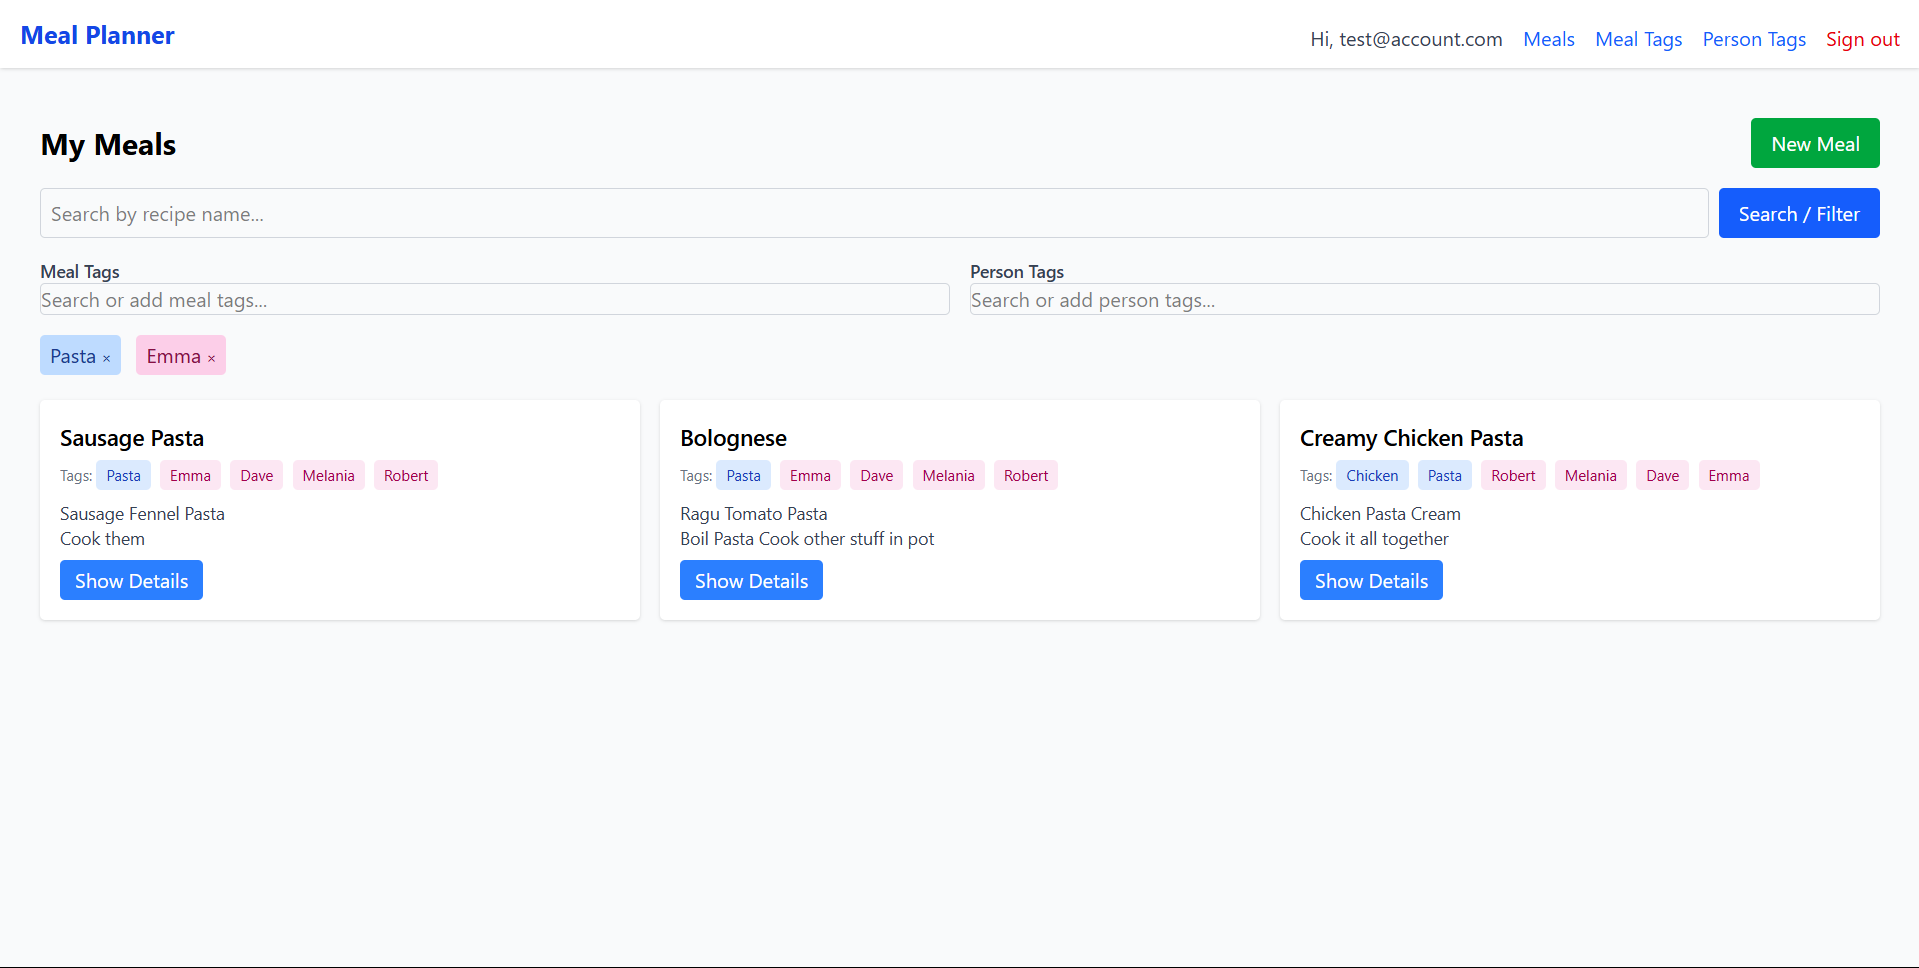 Meal Planner
Hi, test@account.com Meals Meal Tags Person Tags Sign out
My Meals
New Meal
Search by recipe name...
Search / Filter
Meal Tags
Search or add meal tags...
Person Tags
Search or add person tags...
Pasta × Emma ×
Sausage Pasta
Tags: Pasta Emma Dave Melania Robert
Sausage Fennel Pasta
Cook them
Show Details
Bolognese
Tags: Pasta Emma Dave Melania Robert
Ragu Tomato Pasta
Boil Pasta Cook other stuff in pot
Show Details
Creamy Chicken Pasta
Tags: Chicken Pasta Robert Melania Dave Emma
Chicken Pasta Cream
Cook it all together
Show Details